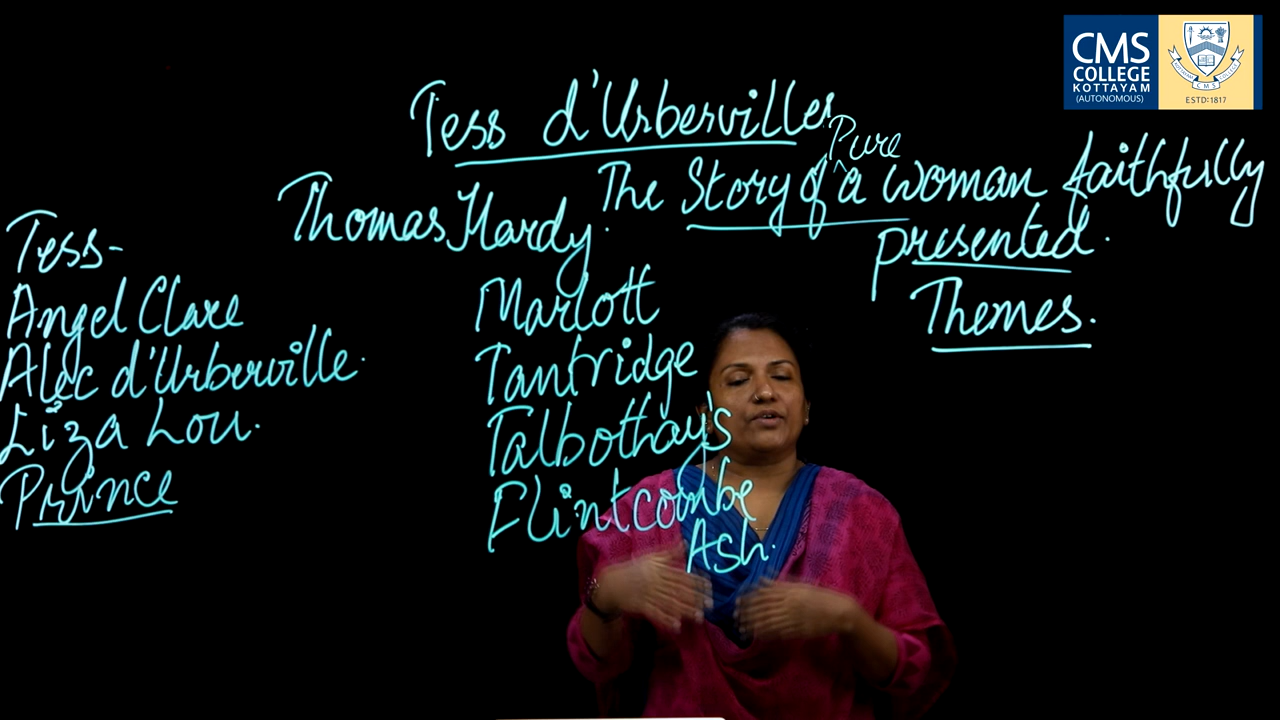 CMS
COLLEGE
KOTTAYAM
(AUTONOMOUS)
ESTD:1817
Tess d'Urbervilles
Thomas Hardy.
The Story of a Pure woman faithfully
presented.
Themes.
Tess-
Angel Clare
Alec d'Urberville.
Liza Lou.
Prince
Marlott
Tantridge
Talbothay's
Flintcombe
Ash.